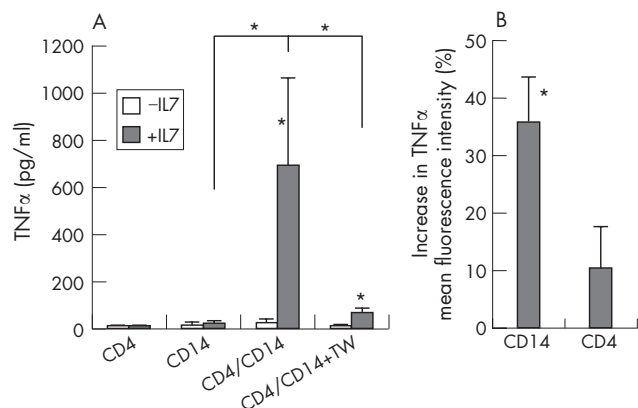 A
1200
1000
800
600
400
200
0
TNFα (pg/ml)
–IL7
+IL7
*
*
*
*
CD4
CD14
CD4/CD14
CD4/CD14+TW
B
50
40
30
20
10
0
Increase in TNFα
mean fluorescence intensity (%)
*
CD14
CD4